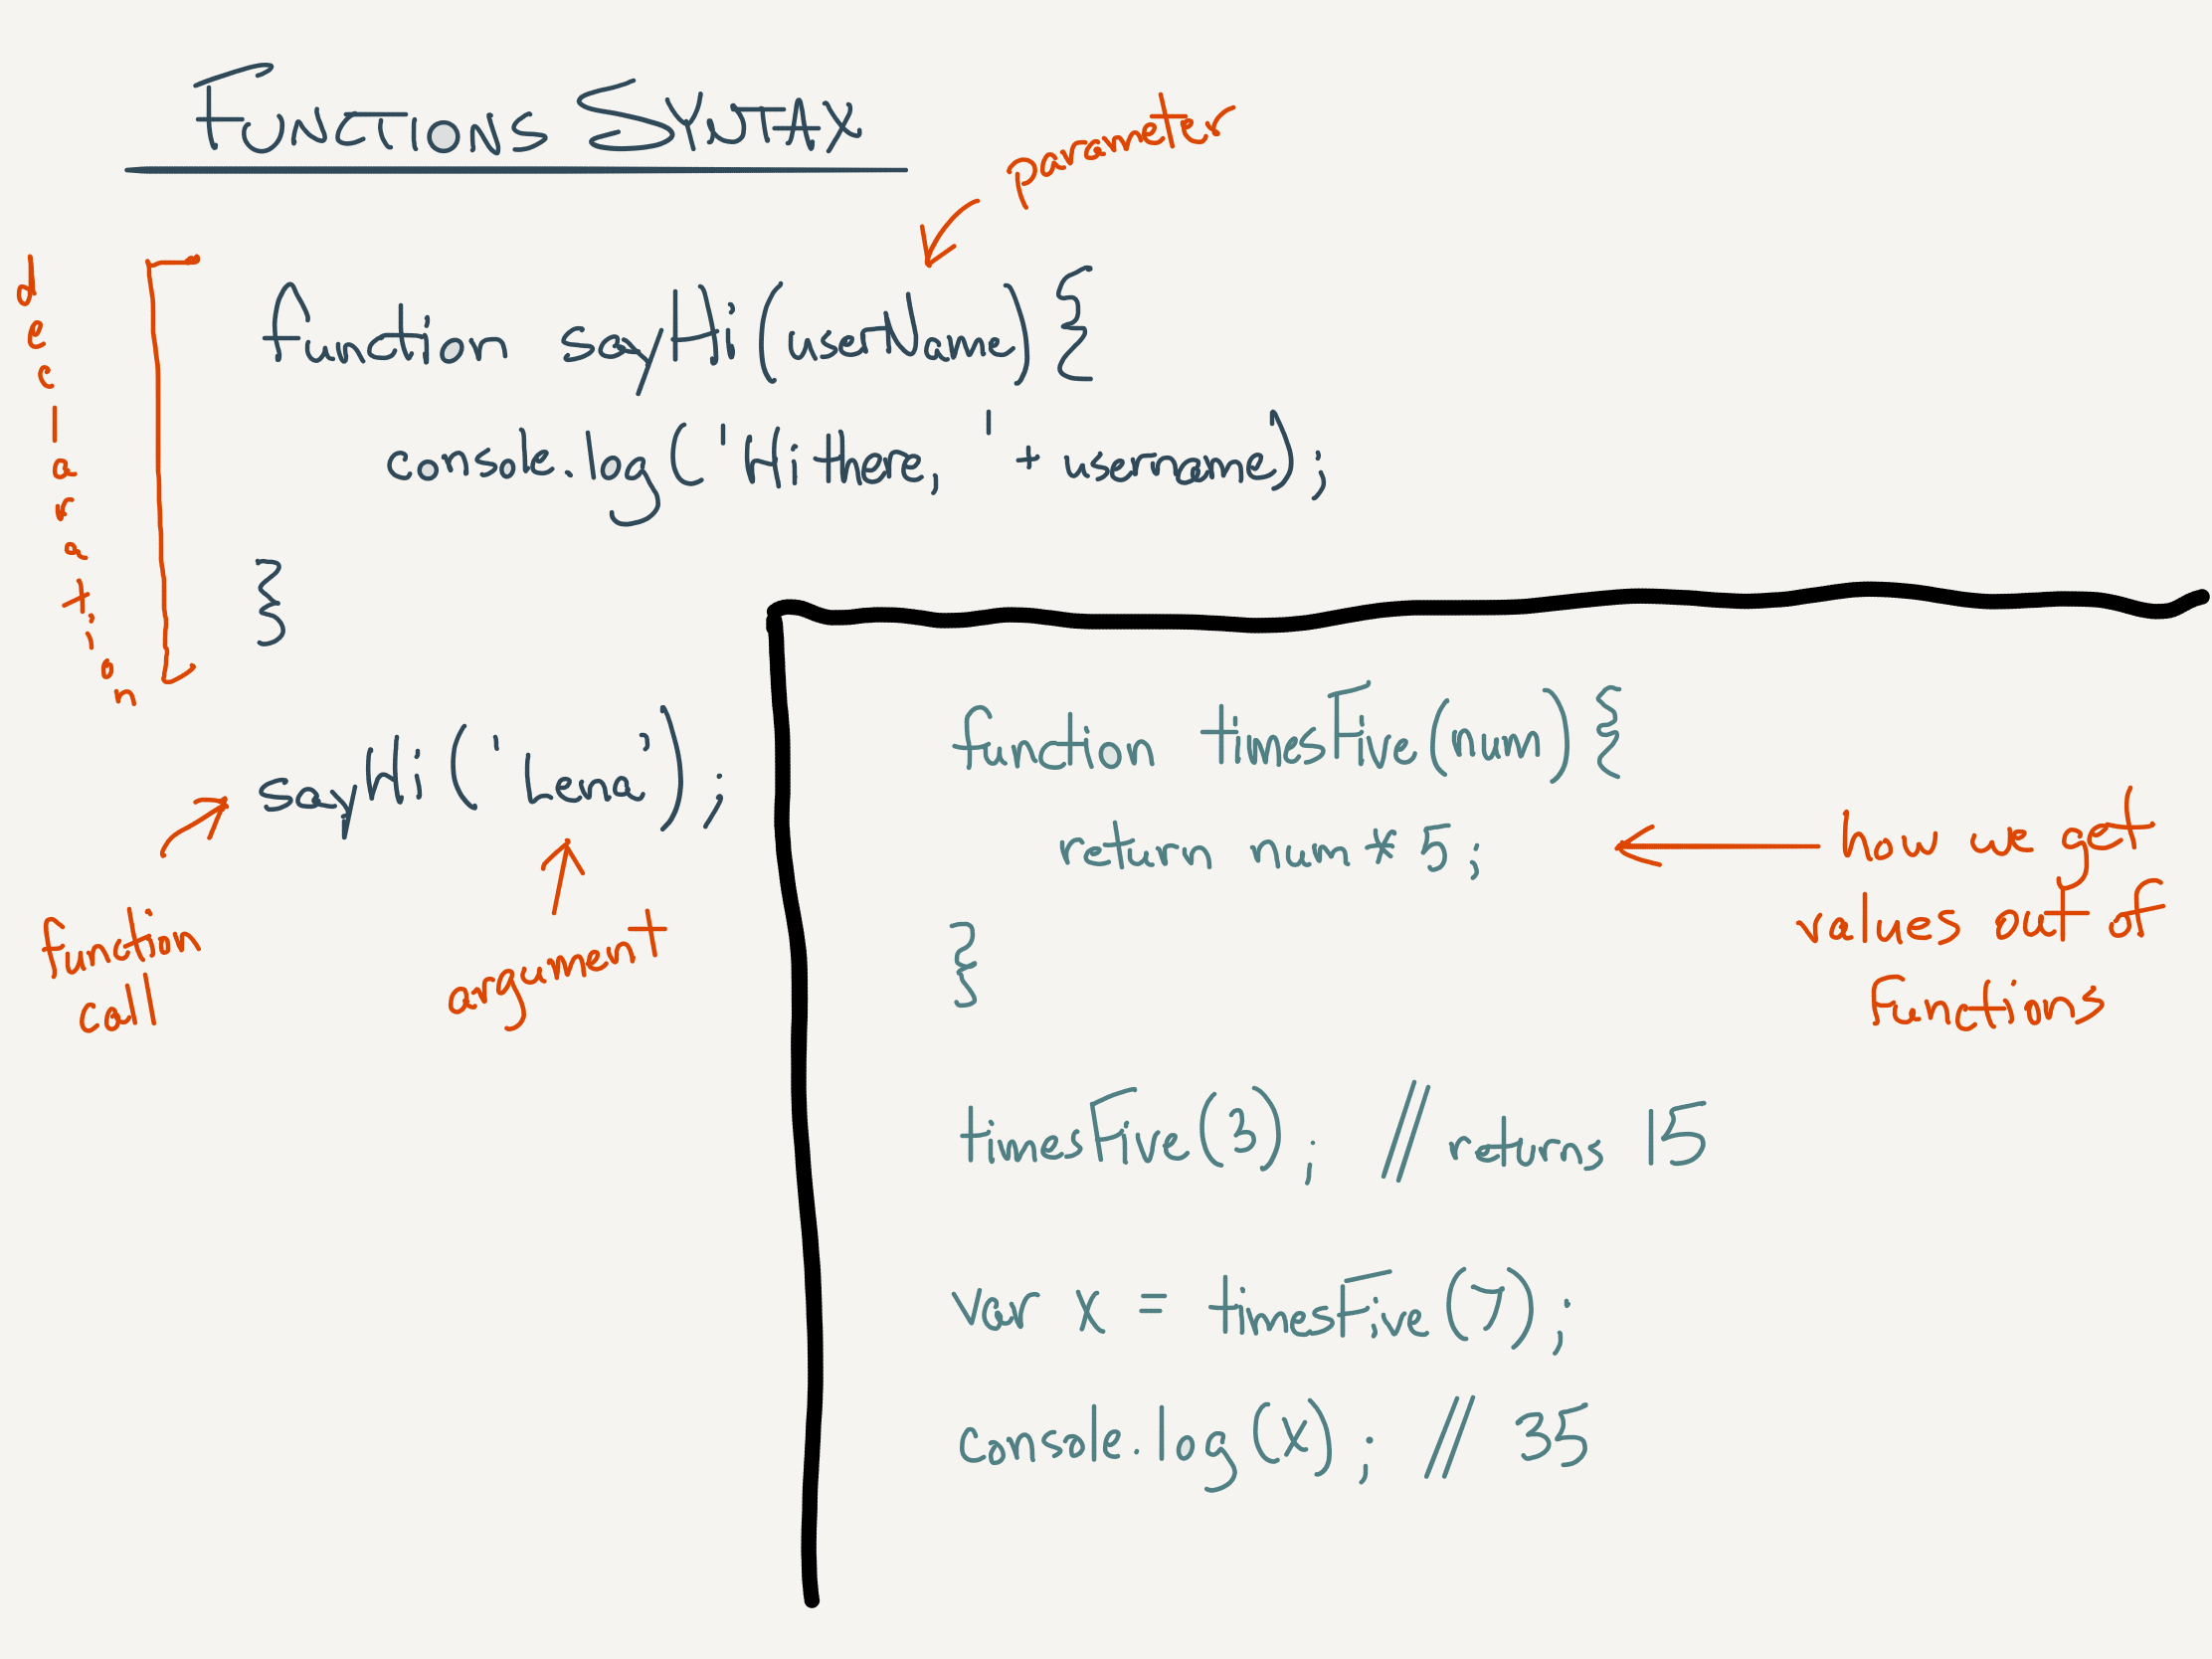 FUNCTIONS SYNTAX
parameter
declaration
function sayHi(userName){
console.log('Hi there, ' + username);
}
sayHi('Lena');
function
call
argument
function timesFive(num){
return num * 5;
}
how we get
values out of
functions
timesFive(3); // returns 15
var x = timesFive(7);
console.log(x); // 35